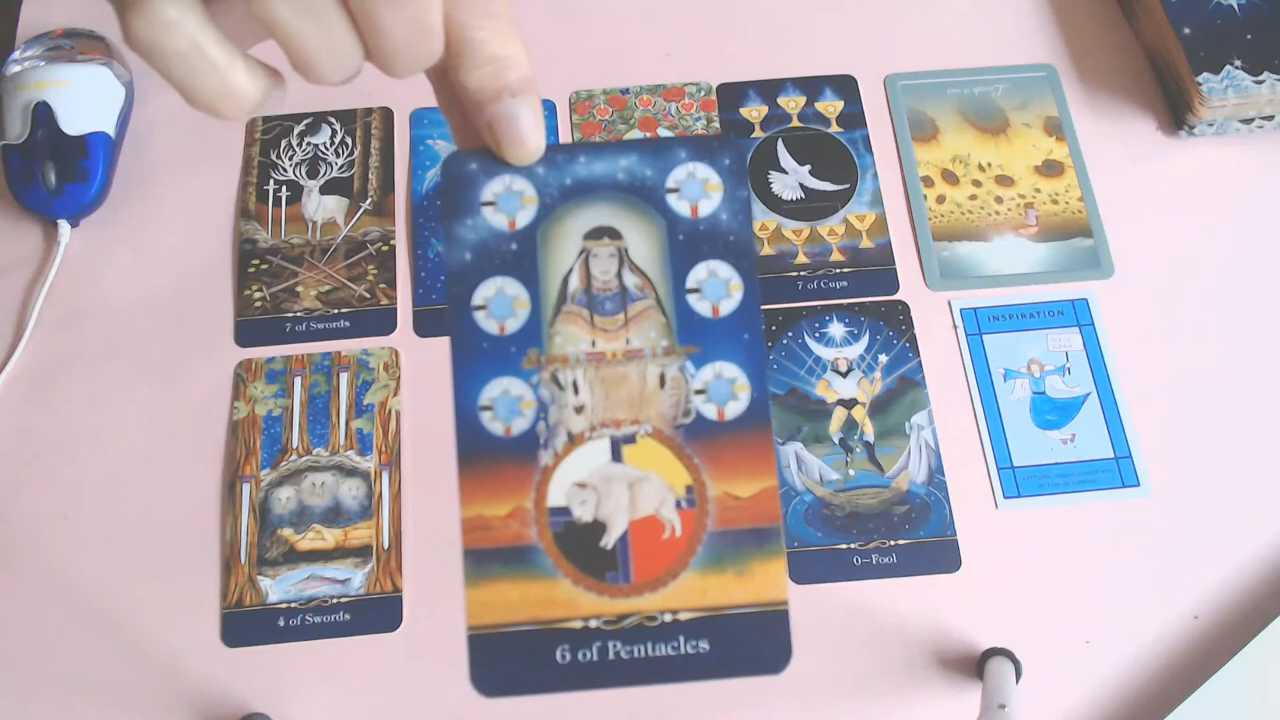 7 of Swords
7 of Cups
INSPIRATION
4 of Swords
6 of Pentacles
0~Fool